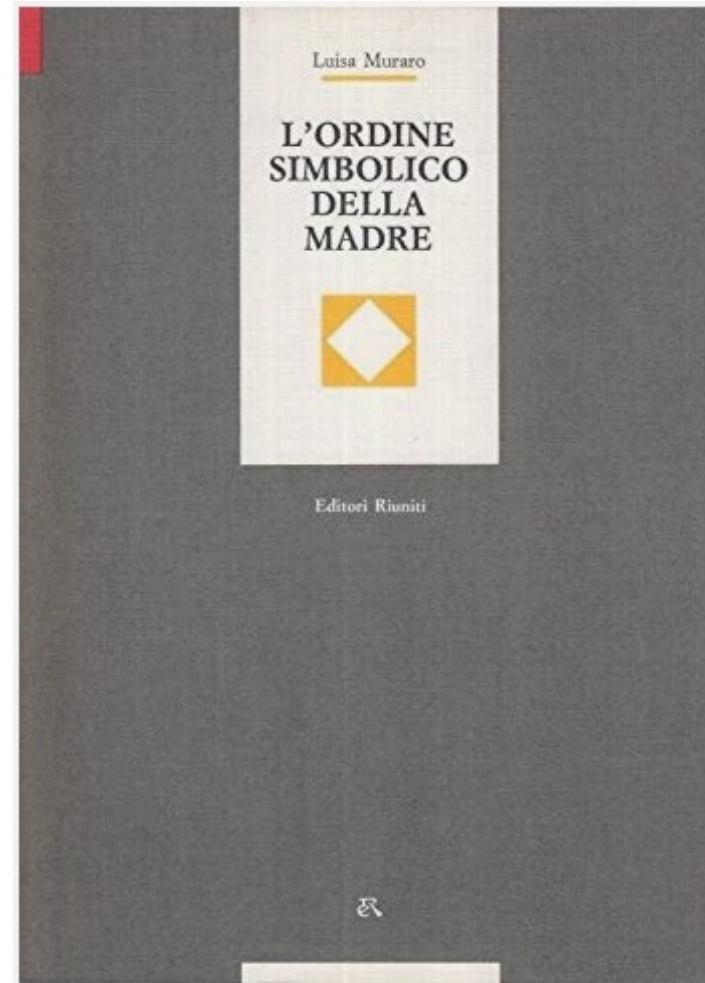 Luisa Muraro
L'ORDINE
SIMBOLICO
DELLA
MADRE
Editori Riuniti